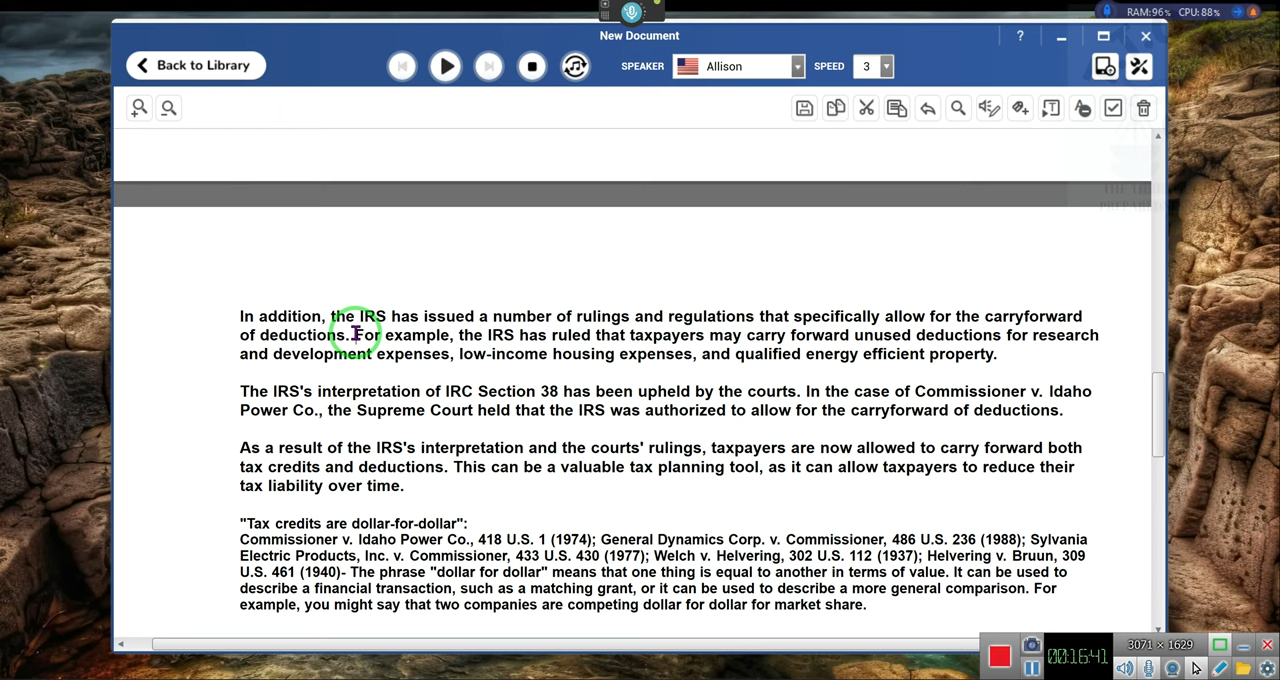 RAM:96% CPU:88%
New Document
?
Back to Library
SPEAKER
Allison
SPEED
3
In addition, the IRS has issued a number of rulings and regulations that specifically allow for the carryforward
of deductions. For example, the IRS has ruled that taxpayers may carry forward unused deductions for research
and development expenses, low-income housing expenses, and qualified energy efficient property.
The IRS's interpretation of IRC Section 38 has been upheld by the courts. In the case of Commissioner v. Idaho
Power Co., the Supreme Court held that the IRS was authorized to allow for the carryforward of deductions.
As a result of the IRS's interpretation and the courts' rulings, taxpayers are now allowed to carry forward both
tax credits and deductions. This can be a valuable tax planning tool, as it can allow taxpayers to reduce their
tax liability over time.
"Tax credits are dollar-for-dollar":
Commissioner v. Idaho Power Co., 418 U.S. 1 (1974); General Dynamics Corp. v. Commissioner, 486 U.S. 236 (1988); Sylvania
Electric Products, Inc. v. Commissioner, 433 U.S. 430 (1977); Welch v. Helvering, 302 U.S. 112 (1937); Helvering v. Bruun, 309
U.S. 461 (1940)- The phrase "dollar for dollar" means that one thing is equal to another in terms of value. It can be used to
describe a financial transaction, such as a matching grant, or it can be used to describe a more general comparison. For
example, you might say that two companies are competing dollar for dollar for market share.
00:16:41
3071 × 1629